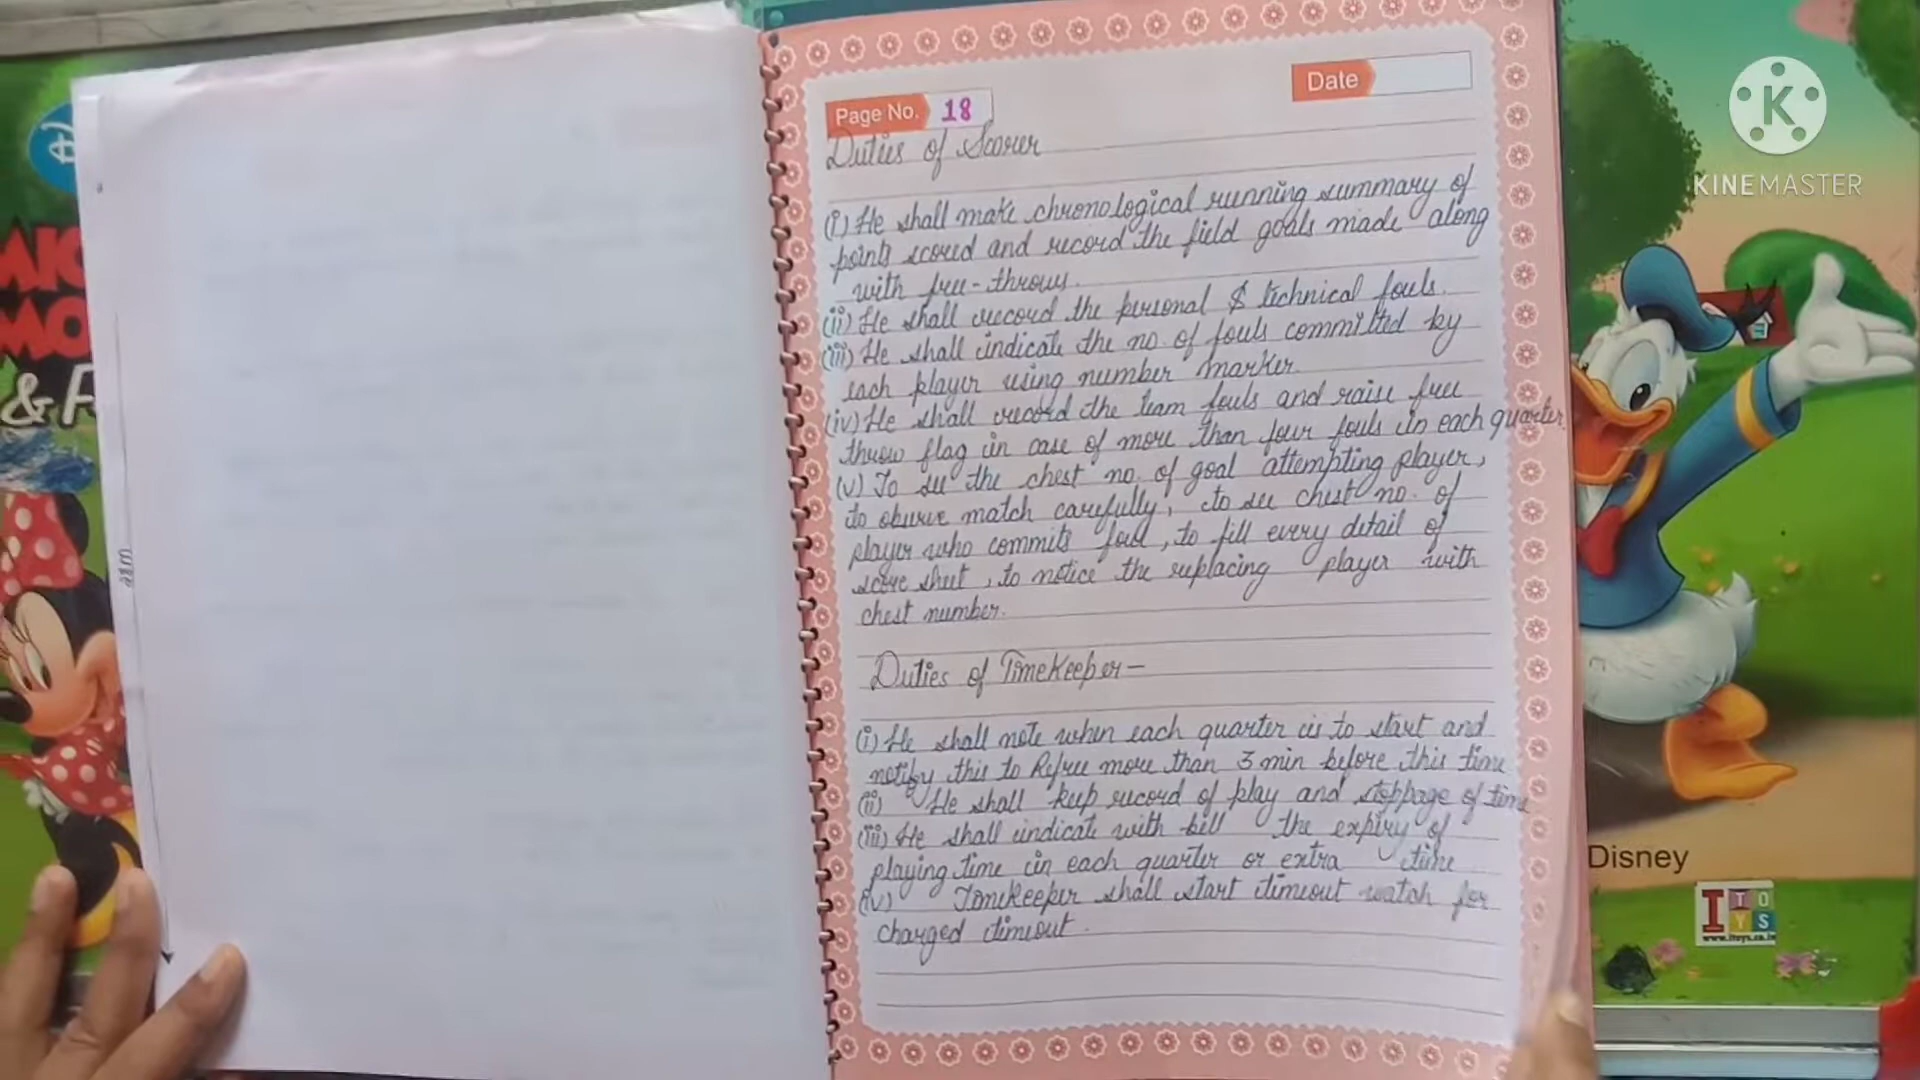 Page No. 18
Date
Duties of Scorer
(i) He shall make chronological running summary of
points scored and record the field goals made along
with free-throws.
(ii) He shall record the personal & technical fouls.
(iii) He shall indicate the no. of fouls committed by
each player using number marker.
(iv) He shall record the team fouls and raise free
throw flag in case of more than four fouls in each quarter.
(v) To see the chest no. of goal attempting player,
to observe match carefully, to see chest no. of
player who commits foul, to fill every detail of
score sheet, to notice the replacing player with
chest number.
Duties of TimeKeeper-
(i) He shall note when each quarter is to start and
notify this to Refree more than 3 min before this time
(ii) He shall keep record of play and stoppage of time
(iii) He shall indicate with bell the expiry of
playing time in each quarter or extra time
(iv) Timekeeper shall start timeout watch for
charged timeout.
KINEMASTER
Disney
ITOYS
www.itoys.co.in